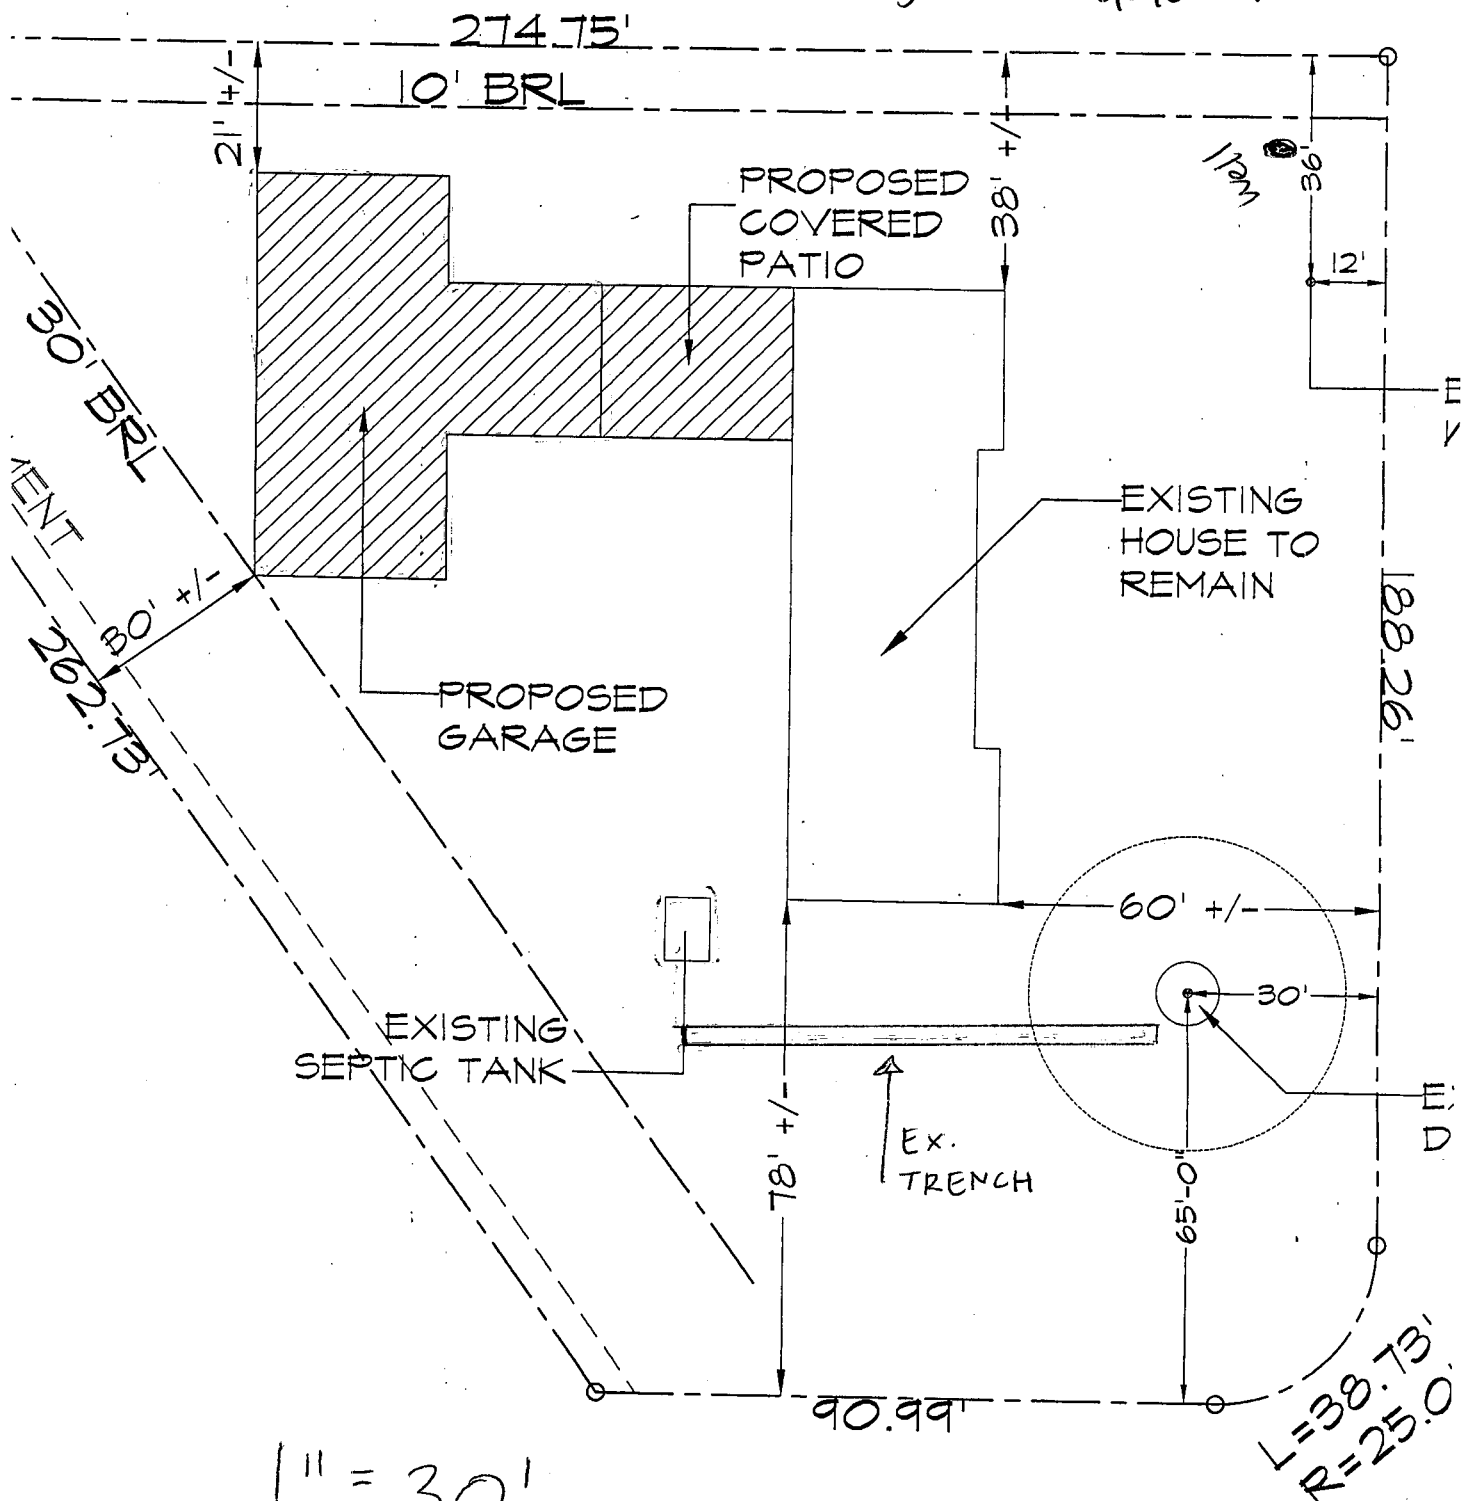 274.75'
10' BRL
21' +/-
38' +/-
36'
Well
12'
PROPOSED
COVERED
PATIO
30' BRL
EXISTING
HOUSE TO
REMAIN
188.26'
30' +/-
262.73'
PROPOSED
GARAGE
60' +/-
30'
EXISTING
SEPTIC TANK
78' +/-
EX.
TRENCH
65'-0"
D
90.99'
L=38.73'
R=25.0
1" = 30'